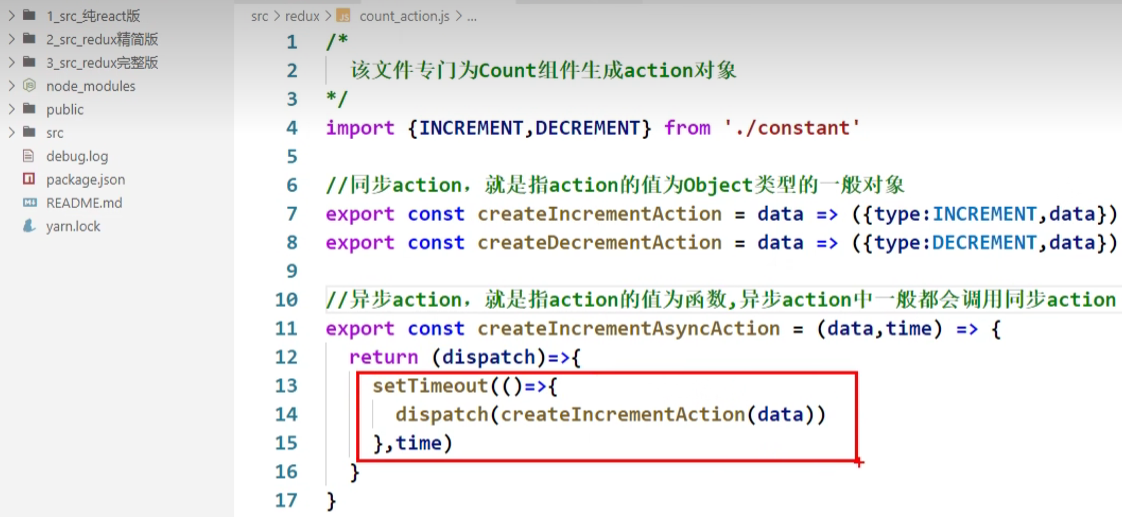 1_src_纯react版
2_src_redux精简版
3_src_redux完整版
node_modules
public
src
debug.log
package.json
README.md
yarn.lock
src > redux > JS count_action.js > ...
1 /*
2 该文件专门为Count组件生成action对象
3 */
4 import {INCREMENT,DECREMENT} from './constant'
5
6 //同步action，就是指action的值为Object类型的一般对象
7 export const createIncrementAction = data => ({type:INCREMENT,data})
8 export const createDecrementAction = data => ({type:DECREMENT,data})
9
10 //异步action，就是指action的值为函数,异步action中一般都会调用同步action
11 export const createIncrementAsyncAction = (data,time) => {
12 return (dispatch)=>{
13 setTimeout(()=>{
14 dispatch(createIncrementAction(data))
15 },time)
16 }
17 }